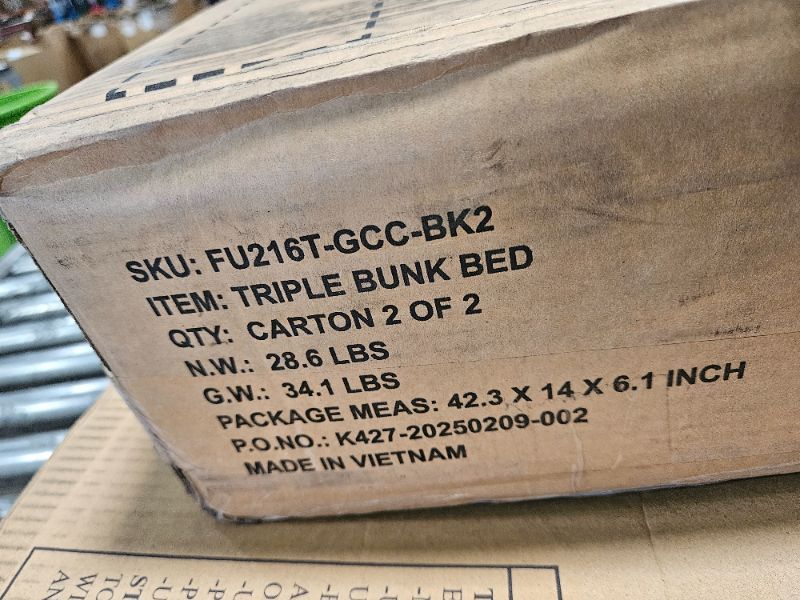 SKU: FU216T-GCC-BK2
ITEM: TRIPLE BUNK BED
QTY: CARTON 2 OF 2
N.W.: 28.6 LBS
G.W.: 34.1 LBS
PACKAGE MEAS: 42.3 X 14 X 6.1 INCH
P.O.NO.: K427-20250209-002
MADE IN VIETNAM